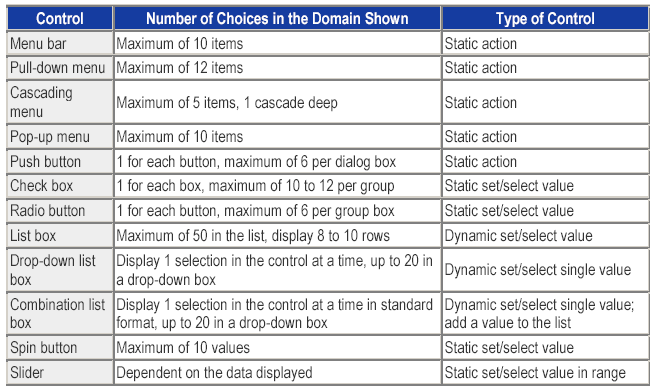 Control Number of Choices in the Domain Shown Type of Control
Menu bar Maximum of 10 items Static action
Pull-down menu Maximum of 12 items Static action
Cascading
menu Maximum of 5 items, 1 cascade deep Static action
Pop-up menu Maximum of 10 items Static action
Push button 1 for each button, maximum of 6 per dialog box Static action
Check box 1 for each box, maximum of 10 to 12 per group Static set/select value
Radio button 1 for each button, maximum of 6 per group box Static set/select value
List box Maximum of 50 in the list, display 8 to 10 rows Dynamic set/select value
Drop-down list Display 1 selection in the control at a time, up to 20 in
box a drop-down box Dynamic set/select single value
Combination list Display 1 selection in the control at a time in standard Dynamic set/select single value;
box format, up to 20 in a drop-down box add a value to the list
Spin button Maximum of 10 values Static set/select value
Slider Dependent on the data displayed Static set/select value in range